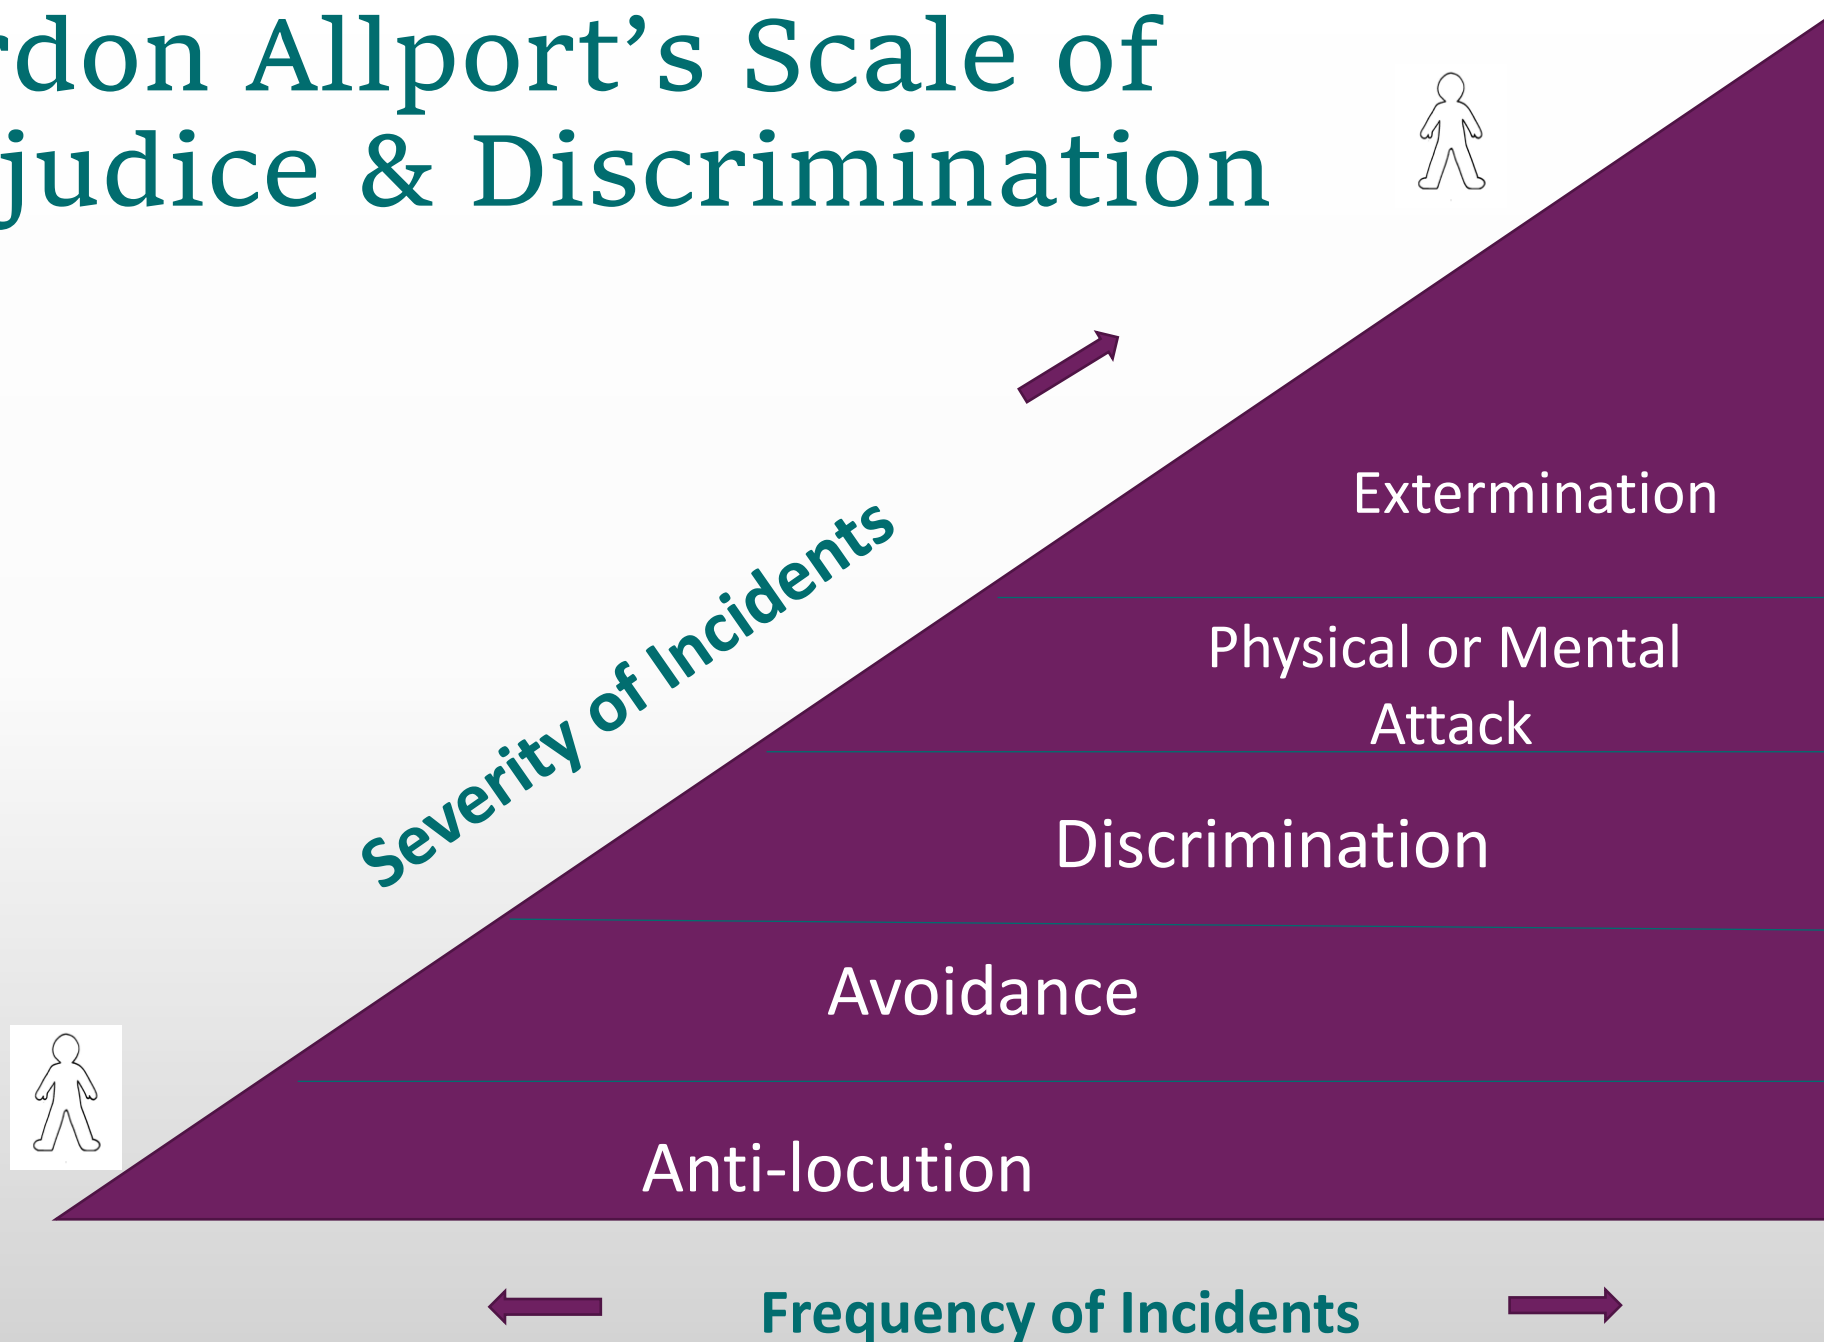 rdon Allport’s Scale of
judice & Discrimination
Severity of Incidents
Extermination
Physical or Mental
Attack
Discrimination
Avoidance
Anti-locution
Frequency of Incidents